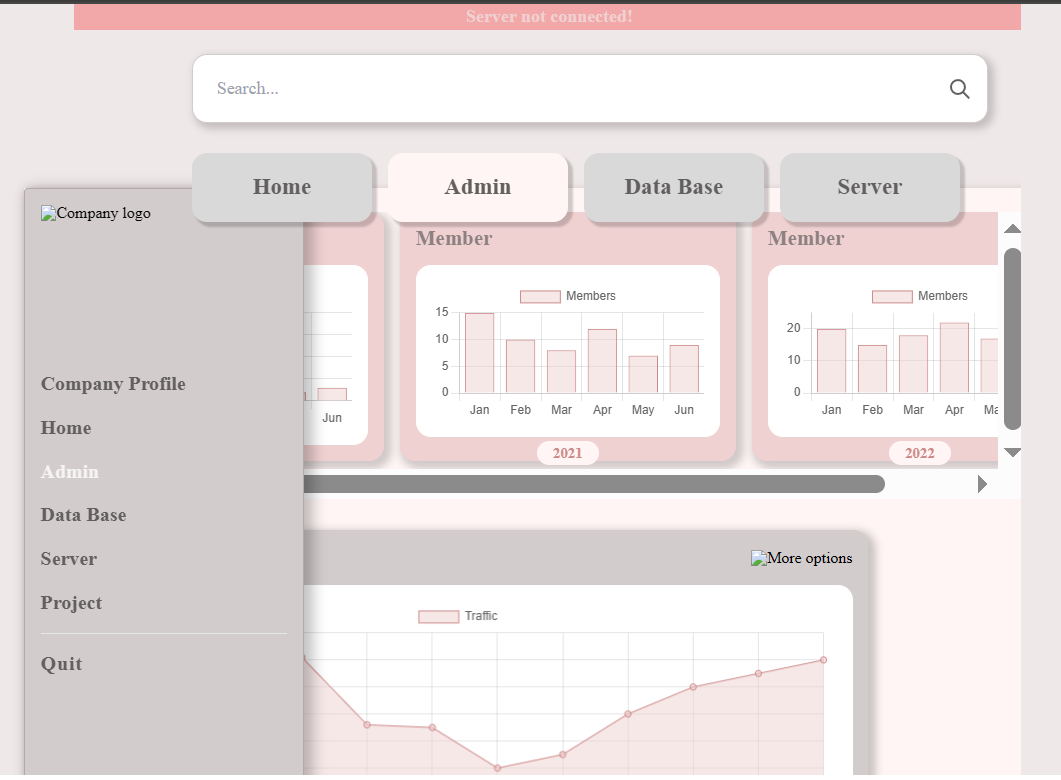 Server not connected!
Search...
Home
Admin
Data Base
Server
Company logo
Company Profile
Home
Admin
Data Base
Server
Project
Quit
Jun
Member
Members
15
10
5
0
Jan Feb Mar Apr May Jun
2021
Member
Members
20
10
0
Jan Feb Mar Apr
2022
More options
Traffic